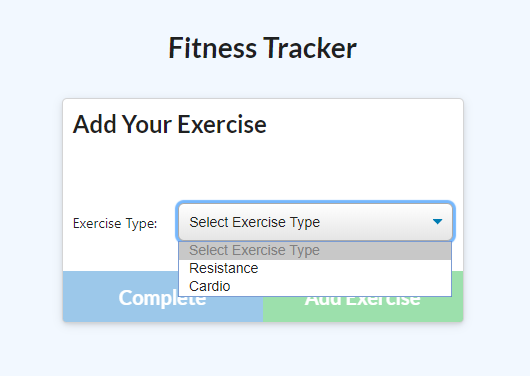 Fitness Tracker
Add Your Exercise
Exercise Type: Select Exercise Type
Select Exercise Type
Resistance
Cardio
Complete Add Exercise